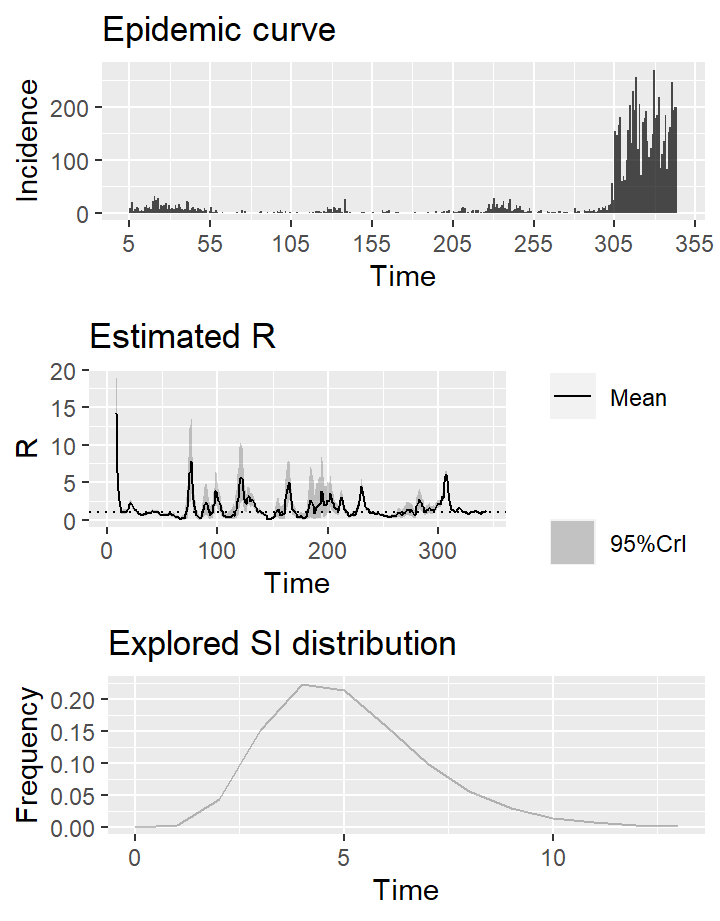 Epidemic curve
Incidence
200
100
0
5 55 105 155 205 255 305 355
Time
Estimated R
R
20
15
10
5
0
0 100 200 300
Time
Mean
95%CrI
Explored SI distribution
Frequency
0.20
0.15
0.10
0.05
0.00
0 5 10
Time